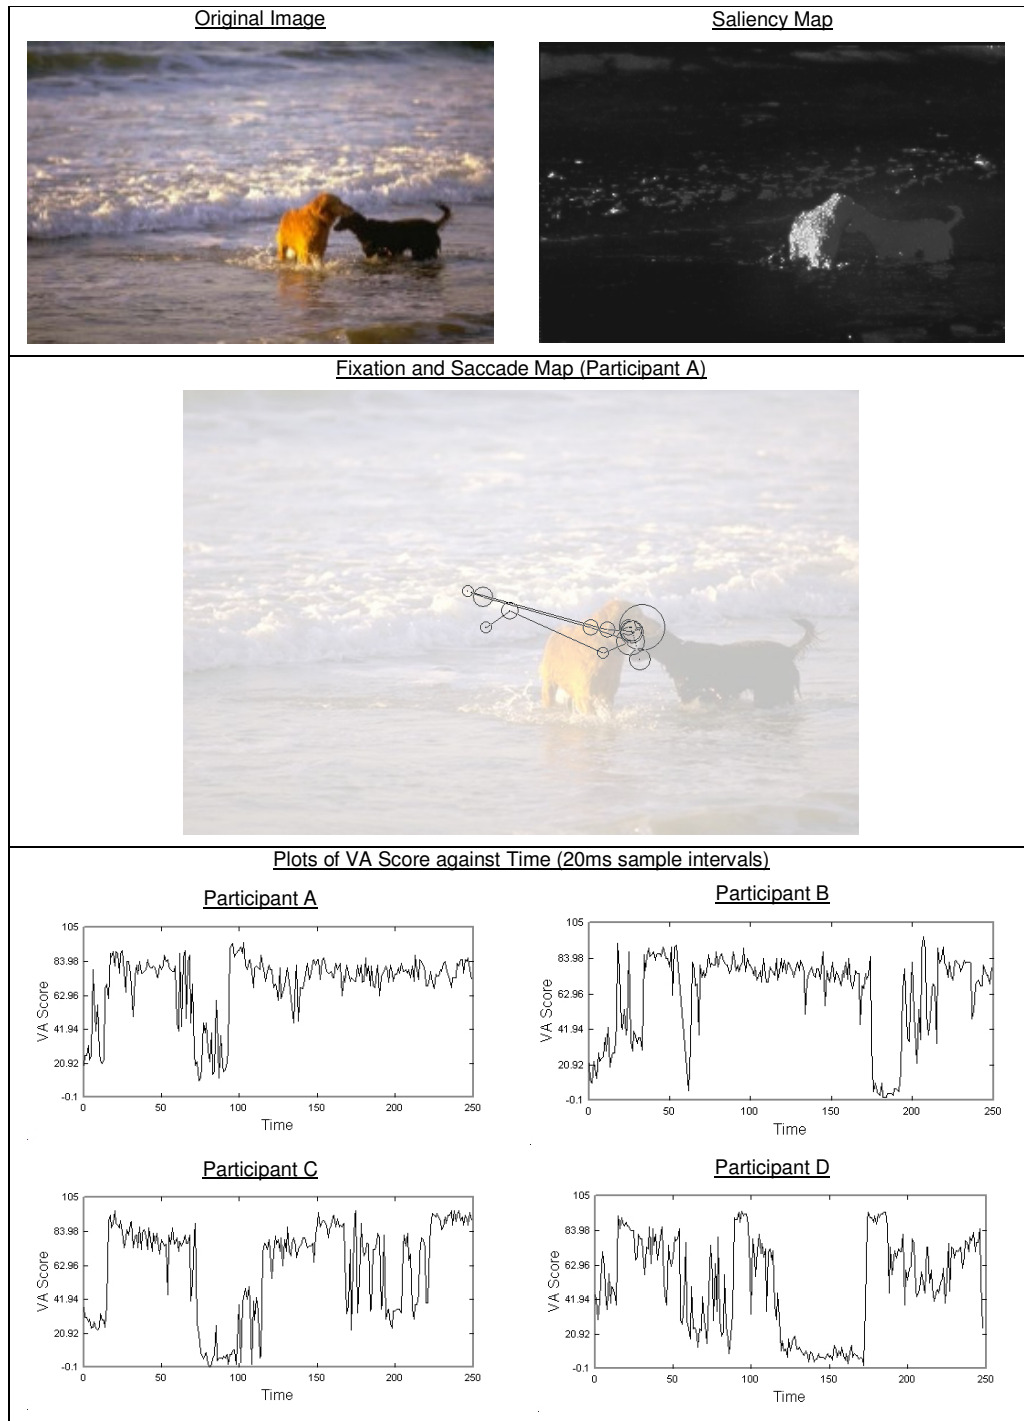 Original Image
Saliency Map
Fixation and Saccade Map (Participant A)
Plots of VA Score against Time (20ms sample intervals)
Participant A
Participant B
105
83.98
62.96
41.94
20.92
-0.1
VA Score
0 50 100 150 200 250
Time
105
83.98
62.96
41.94
20.92
-0.1
VA Score
0 50 100 150 200 250
Time
Participant C
Participant D
105
83.98
62.96
41.94
20.92
-0.1
VA Score
0 50 100 150 200 250
Time
105
83.98
62.96
41.94
20.92
-0.1
VA Score
0 50 100 150 200 250
Time